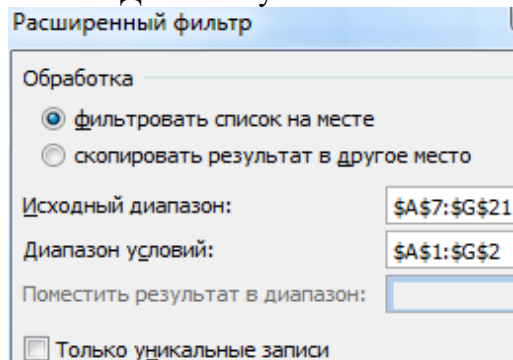 Расширенный фильтр
Обработка
фильтровать список на месте
скопировать результат в другое место
Исходный диапазон: $A$7:$G$21
Диапазон условий: $A$1:$G$2
Поместить результат в диапазон:
Только уникальные записи